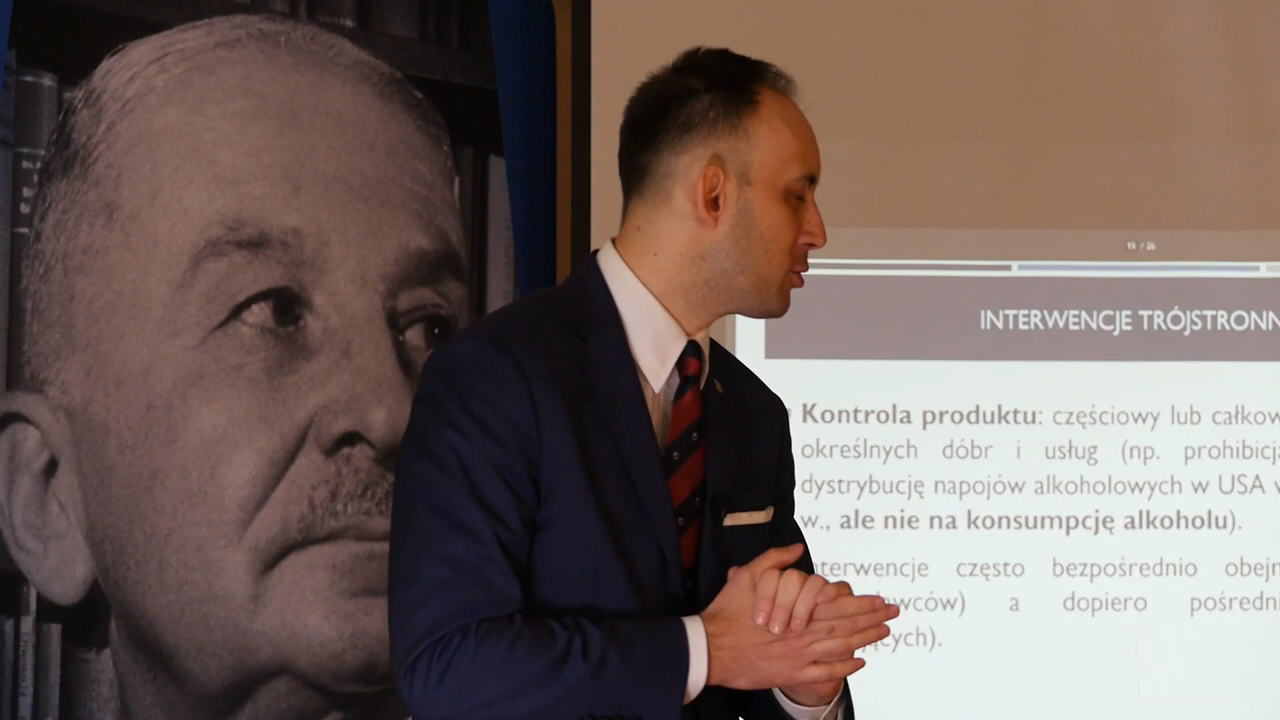 19 / 26
INTERWENCJE TRÓJSTRONN
Kontrola produktu: częściowy lub całkow
określnych dóbr i usług (np. prohibicja
dystrybucję napojów alkoholowych w USA w
w., ale nie na konsumpcję alkoholu).
nterwencje często bezpośrednio obejm
wców) a dopiero pośredni
ących).